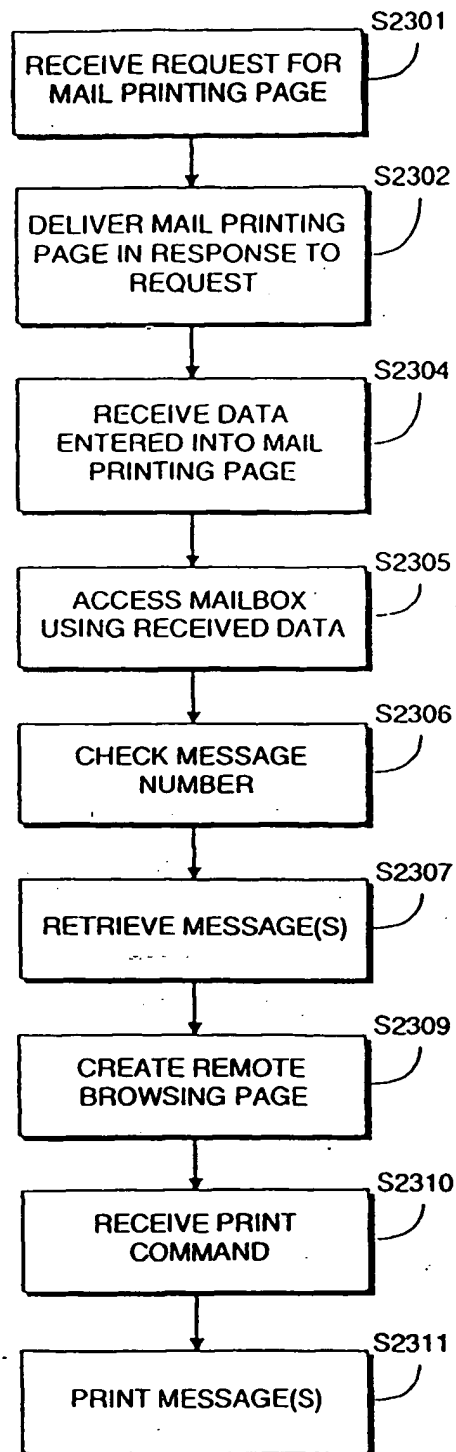 S2301
RECEIVE REQUEST FOR
MAIL PRINTING PAGE
S2302
DELIVER MAIL PRINTING
PAGE IN RESPONSE TO
REQUEST
S2304
RECEIVE DATA
ENTERED INTO MAIL
PRINTING PAGE
S2305
ACCESS MAILBOX
USING RECEIVED DATA
S2306
CHECK MESSAGE
NUMBER
S2307
RETRIEVE MESSAGE(S)
S2309
CREATE REMOTE
BROWSING PAGE
S2310
RECEIVE PRINT
COMMAND
S2311
PRINT MESSAGE(S)